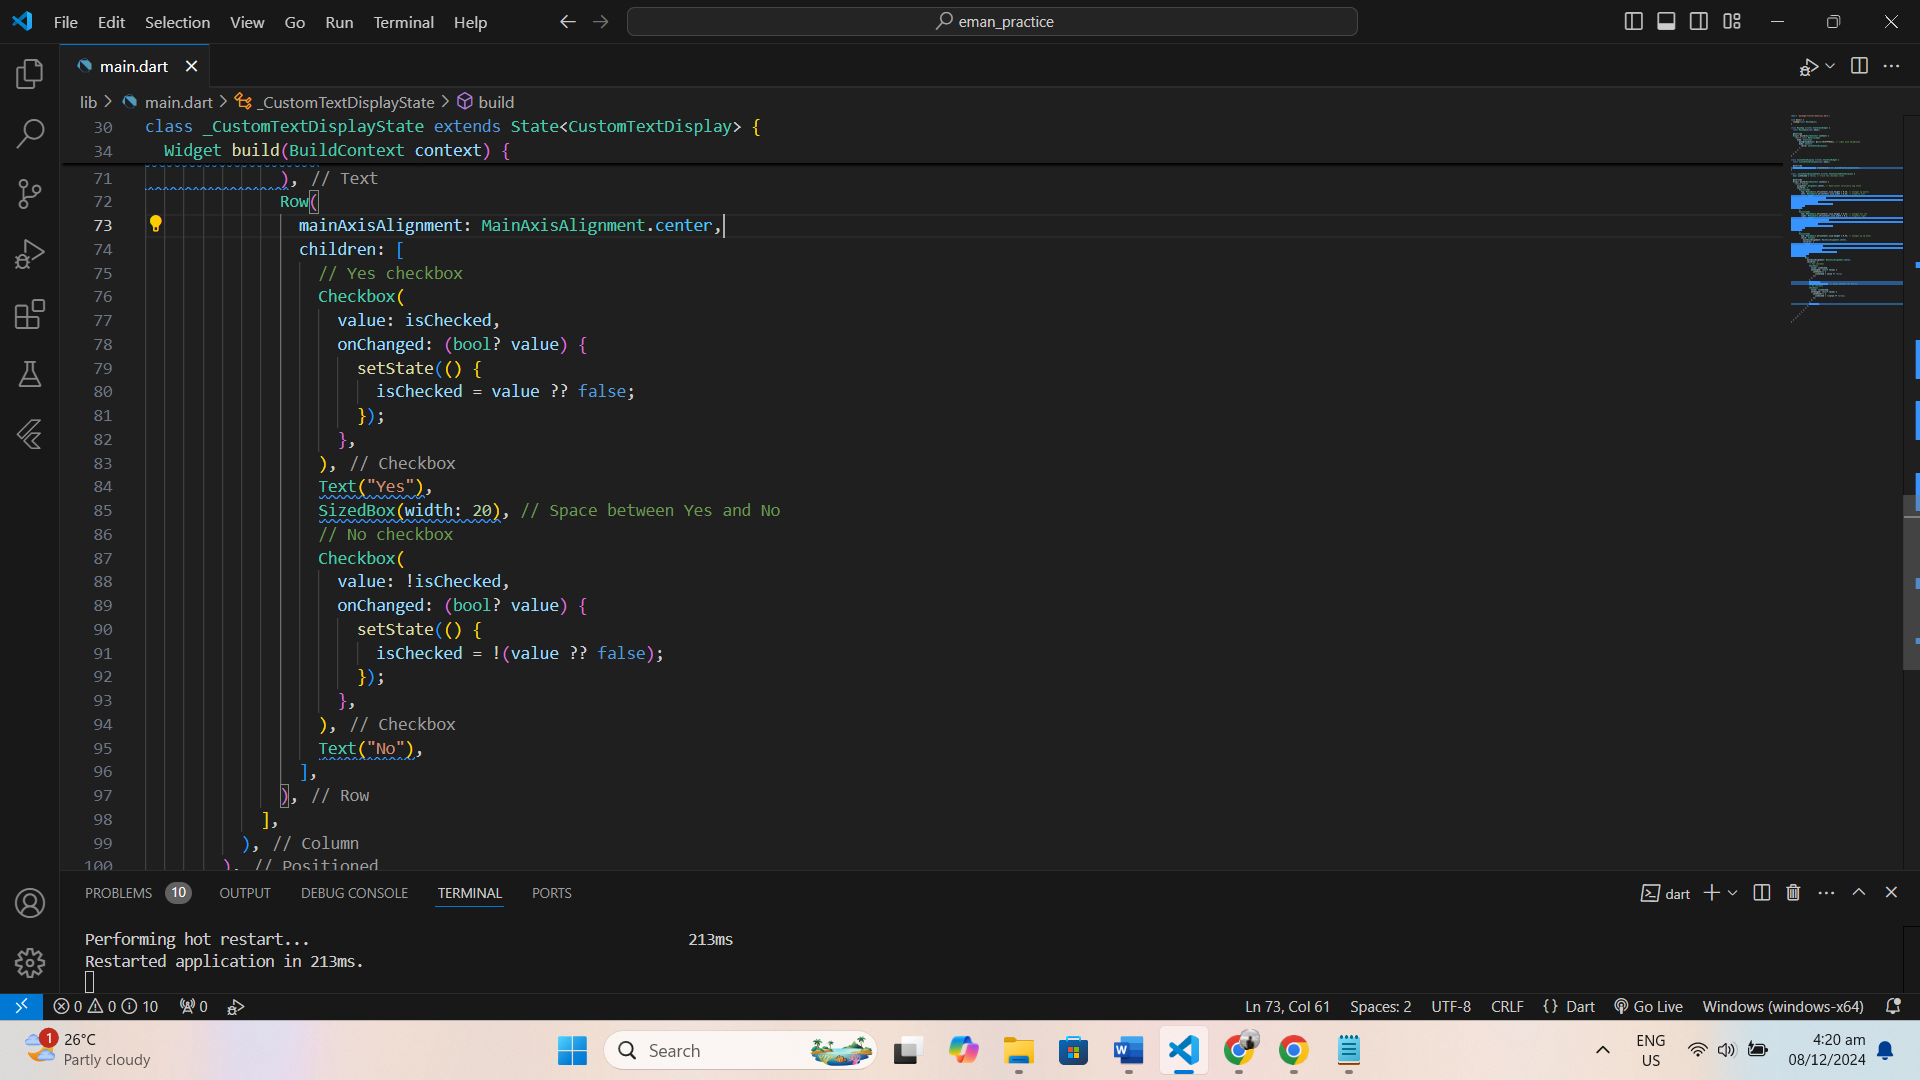 File Edit Selection View Go Run Terminal Help
eman_practice
main.dart
lib > main.dart > _CustomTextDisplayState > build
30 class _CustomTextDisplayState extends State<CustomTextDisplay> {
34 Widget build(BuildContext context) {
71 ), // Text
72 Row(
73 mainAxisAlignment: MainAxisAlignment.center,
74 children: [
75 // Yes checkbox
76 Checkbox(
77 value: isChecked,
78 onChanged: (bool? value) {
79 setState(() {
80 isChecked = value ?? false;
81 });
82 },
83 ), // Checkbox
84 Text("Yes"),
85 SizedBox(width: 20), // Space between Yes and No
86 // No checkbox
87 Checkbox(
88 value: !isChecked,
89 onChanged: (bool? value) {
90 setState(() {
91 isChecked = !(value ?? false);
92 });
93 },
94 ), // Checkbox
95 Text("No"),
96 ],
97 ), // Row
98 ],
99 ), // Column
100 ), // Positioned
PROBLEMS 10 OUTPUT DEBUG CONSOLE TERMINAL PORTS
dart
Performing hot restart... 213ms
Restarted application in 213ms.
0 0 10 0
Ln 73, Col 61 Spaces: 2 UTF-8 CRLF {} Dart Go Live Windows (windows-x64)
1
26°C
Partly cloudy
Search
ENG
US
4:20 am
08/12/2024